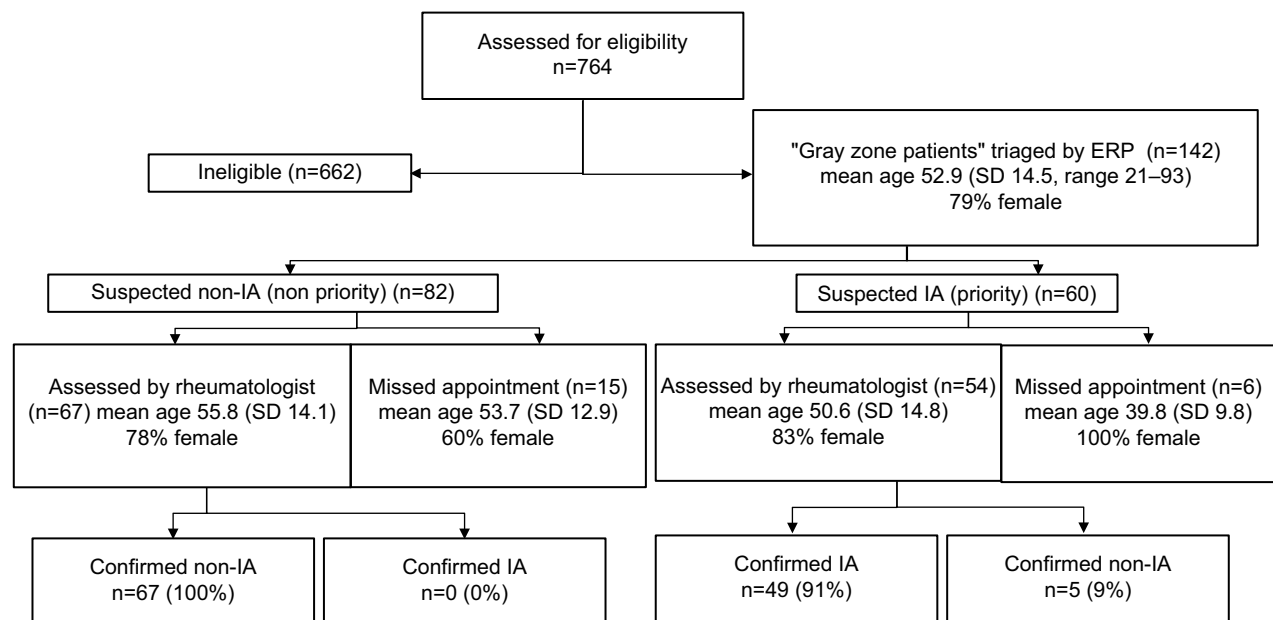 Assessed for eligibility
n=764
Ineligible (n=662)
"Gray zone patients" triaged by ERP (n=142)
mean age 52.9 (SD 14.5, range 21–93)
79% female
Suspected non-IA (non priority) (n=82)
Suspected IA (priority) (n=60)
Assessed by rheumatologist
(n=67) mean age 55.8 (SD 14.1)
78% female
Missed appointment (n=15)
mean age 53.7 (SD 12.9)
60% female
Assessed by rheumatologist (n=54)
mean age 50.6 (SD 14.8)
83% female
Missed appointment (n=6)
mean age 39.8 (SD 9.8)
100% female
Confirmed non-IA
n=67 (100%)
Confirmed IA
n=0 (0%)
Confirmed IA
n=49 (91%)
Confirmed non-IA
n=5 (9%)